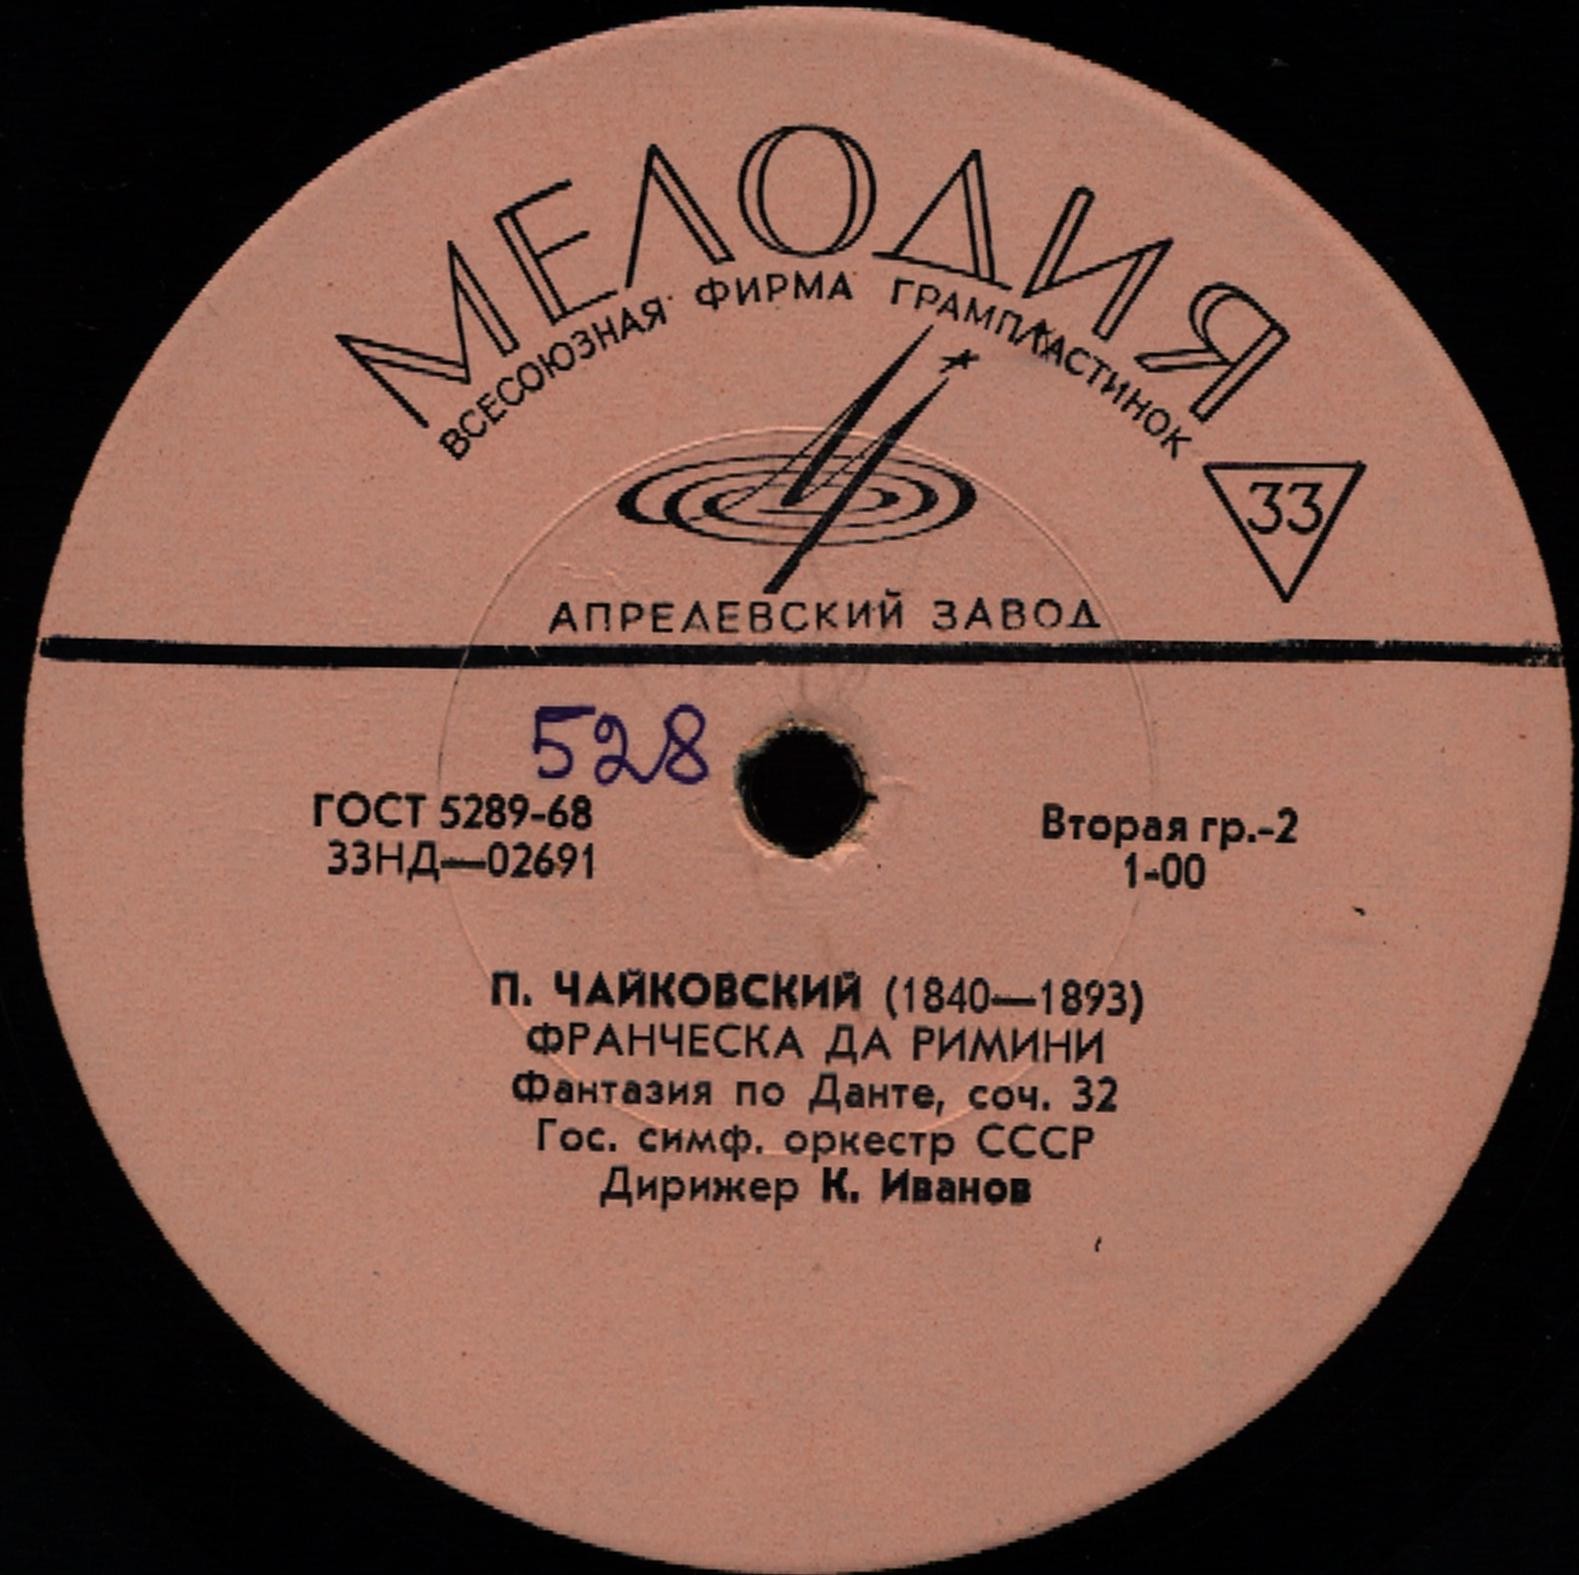 МЕЛОДИЯ
ВСЕСОЮЗНАЯ ФИРМА ГРАМПЛАСТИНОК
33
АПРЕЛЕВСКИЙ ЗАВОД
528
ГОСТ 5289-68
33НД—02691
Вторая гр.-2
1-00
П. ЧАЙКОВСКИЙ (1840—1893)
ФРАНЧЕСКА ДА РИМИНИ
Фантазия по Данте, соч. 32
Гос. симф. оркестр СССР
Дирижер К. Иванов